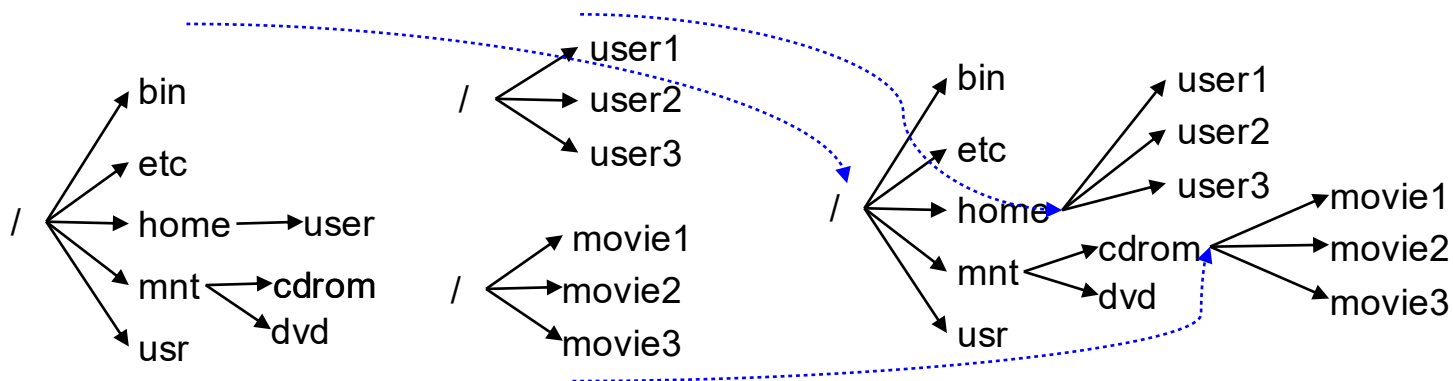 /
bin
etc
home
user
mnt
cdrom
dvd
usr
/
user1
user2
user3
/
movie1
movie2
movie3
/
bin
etc
home
user1
user2
user3
mnt
cdrom
dvd
movie1
movie2
movie3
usr